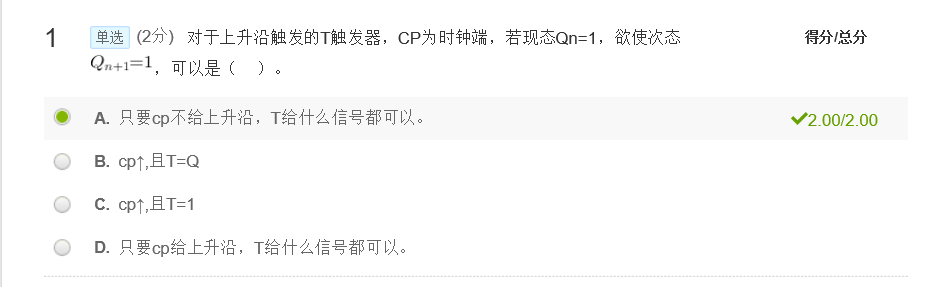 1 单选 (2分) 对于上升沿触发的T触发器，CP为时钟端，若现态Qn=1，欲使次态 得分/总分
Qn+1=1，可以是（ ）。
A. 只要cp不给上升沿，T给什么信号都可以。 2.00/2.00
B. cp↑,且T=Q
C. cp↑,且T=1
D. 只要cp给上升沿，T给什么信号都可以。